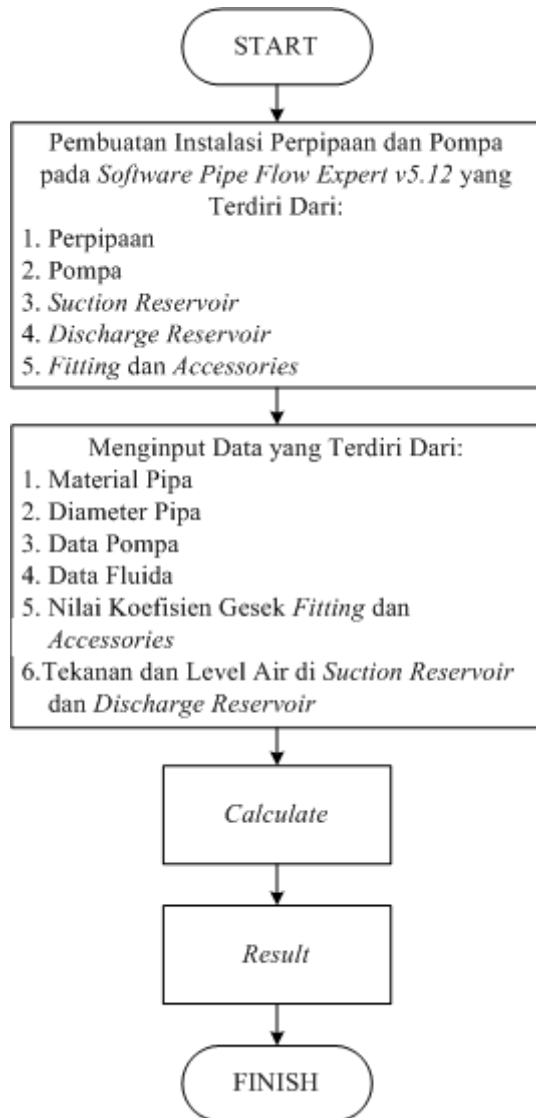 START
Pembuatan Instalasi Perpipaan dan Pompa
pada Software Pipe Flow Expert v5.12 yang
Terdiri Dari:
1. Perpipaan
2. Pompa
3. Suction Reservoir
4. Discharge Reservoir
5. Fitting dan Accessories
Menginput Data yang Terdiri Dari:
1. Material Pipa
2. Diameter Pipa
3. Data Pompa
4. Data Fluida
5. Nilai Koefisien Gesek Fitting dan
Accessories
6.Tekanan dan Level Air di Suction Reservoir
dan Discharge Reservoir
Calculate
Result
FINISH